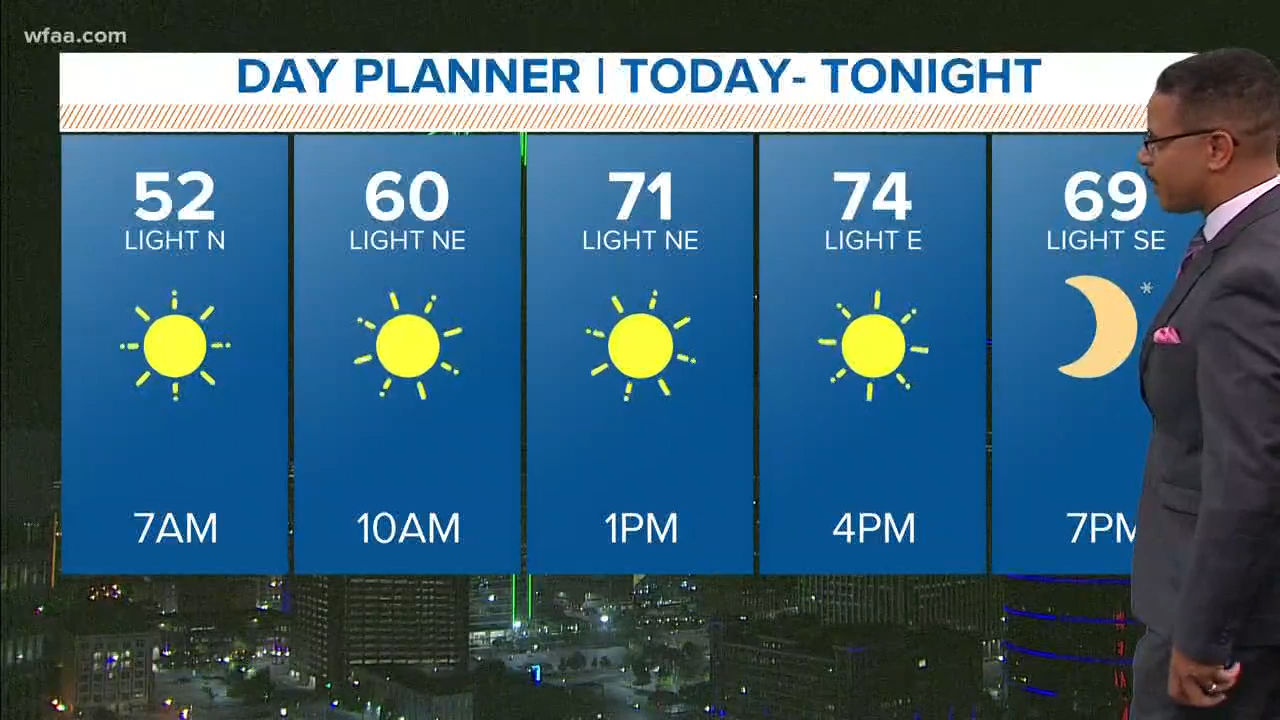 wfaa.com
DAY PLANNER | TODAY- TONIGHT
52
LIGHT N
7AM
60
LIGHT NE
10AM
71
LIGHT NE
1PM
74
LIGHT E
4PM
69
LIGHT SE
7PM